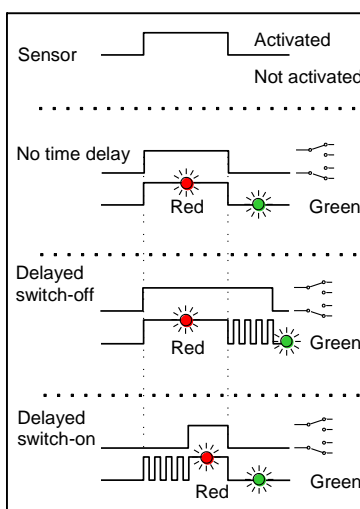 Sensor
Activated
Not activated
No time delay
Red
Green
Delayed
switch-off
Red
Green
Delayed
switch-on
Red
Green